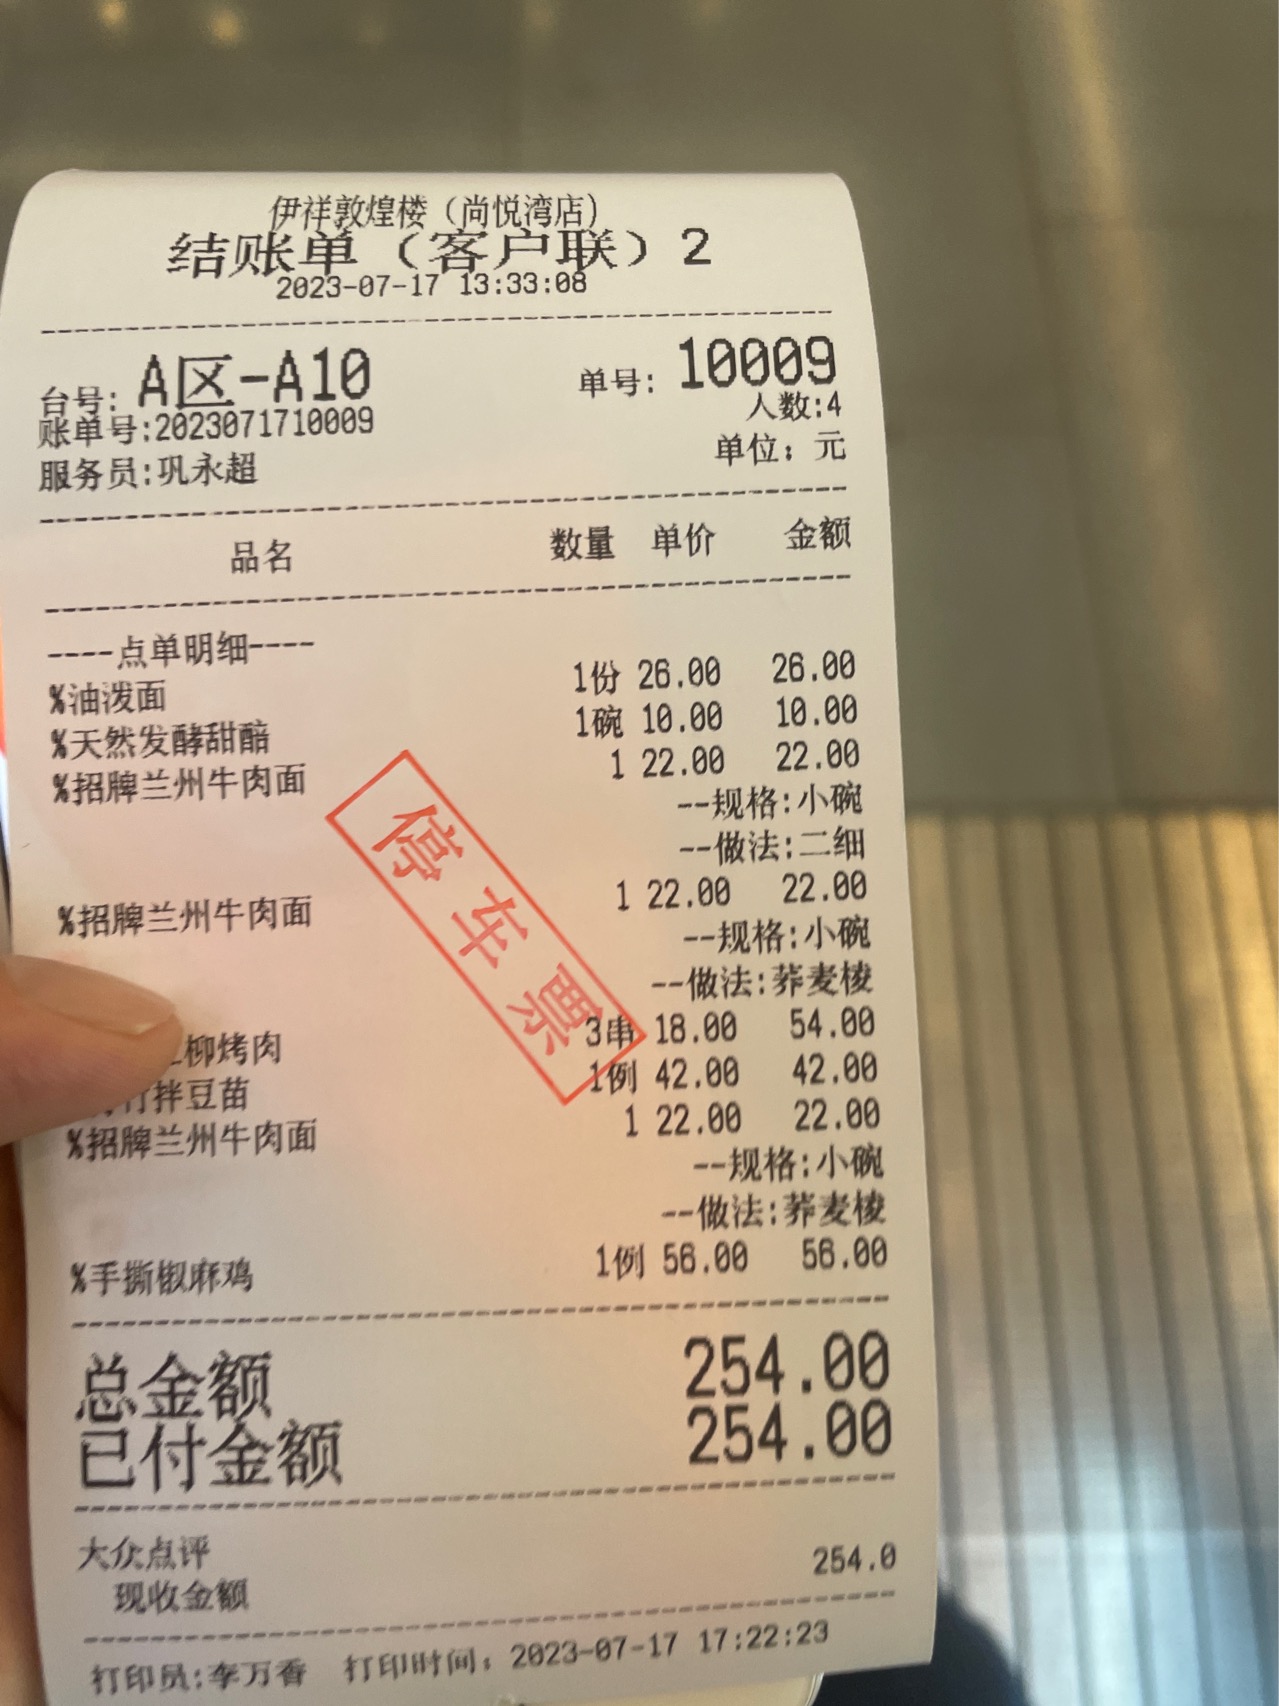 伊祥敦煌楼（尚悦湾店）
结账单（客户联）2
2023-07-17 13:33:08
台号: A区-A10 单号: 10009
账单号:2023071710009 人数:4
服务员:巩永超 单位：元
品名 数量 单价 金额
----点单明细----
%油泼面 1份 26.00 26.00
%天然发酵甜醅 1碗 10.00 10.00
%招牌兰州牛肉面 1 22.00 22.00
--规格:小碗
--做法:二细
%招牌兰州牛肉面 1 22.00 22.00
--规格:小碗
--做法:荞麦棱
柳烤肉 3串 18.00 54.00
拌豆苗 1例 42.00 42.00
%招牌兰州牛肉面 1 22.00 22.00
--规格:小碗
--做法:荞麦棱
%手撕椒麻鸡 1例 56.00 56.00
停车票
总金额 254.00
已付金额 254.00
大众点评 254.0
现收金额
打印员:李万香 打印时间：2023-07-17 17:22:23